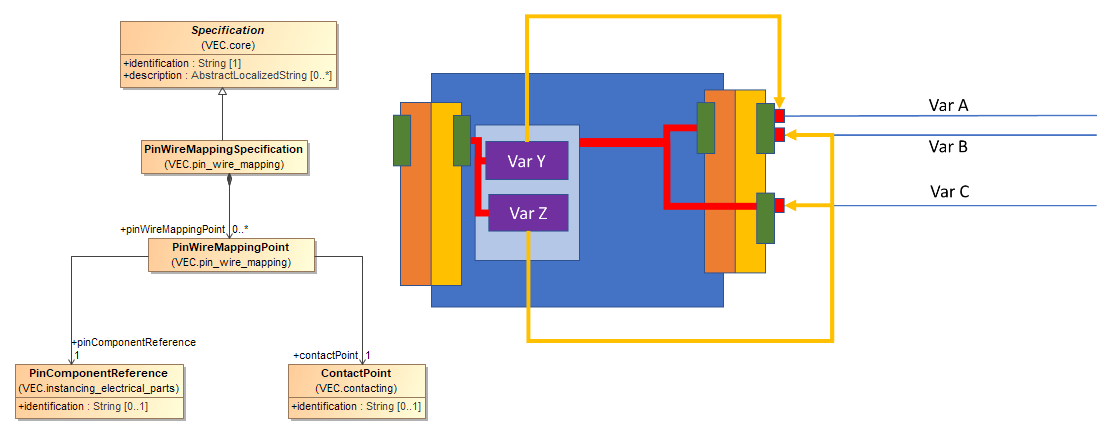 Specification
(VEC.core)
+identification : String [1]
+description : AbstractLocalizedString [0..*]
PinWireMappingSpecification
(VEC.pin_wire_mapping)
+pinWireMappingPoint 0..*
PinWireMappingPoint
(VEC.pin_wire_mapping)
+pinComponentReference
1
+contactPoint 1
PinComponentReference
(VEC.instancing_electrical_parts)
+identification : String [0..1]
ContactPoint
(VEC.contacting)
+identification : String [0..1]
Var Y
Var Z
Var A
Var B
Var C